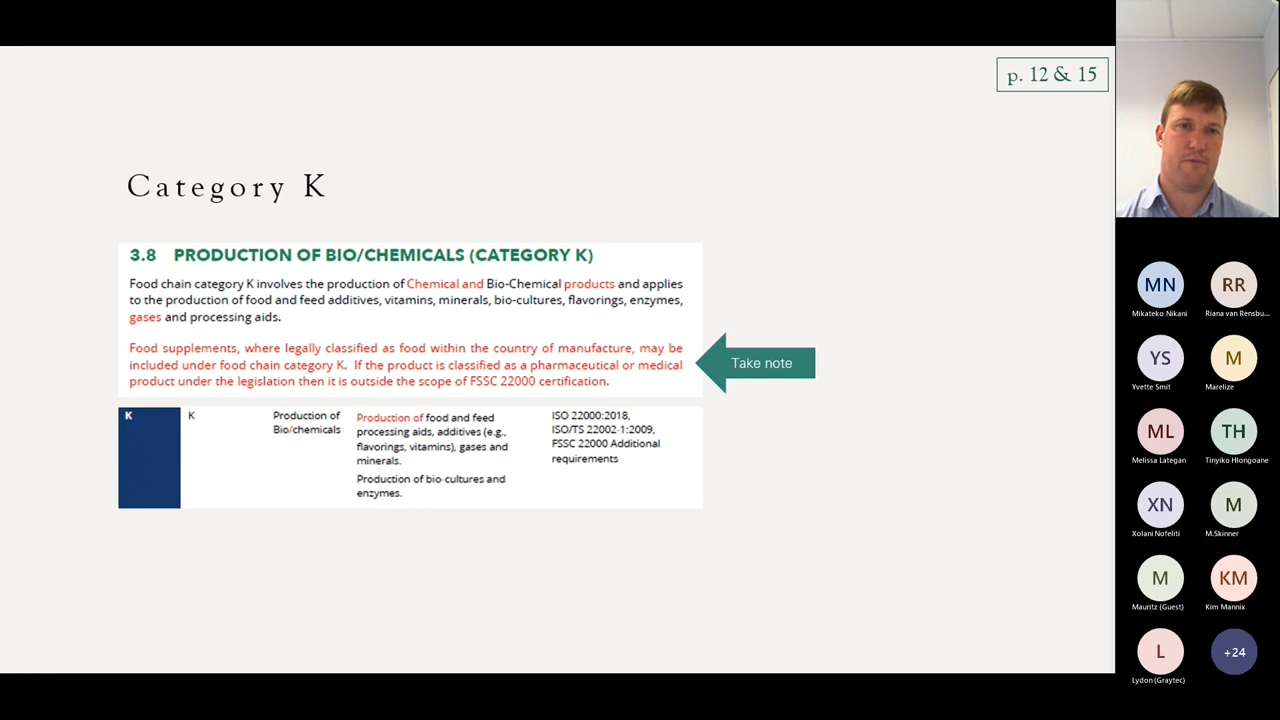 p. 12 & 15
Category K
3.8 PRODUCTION OF BIO/CHEMICALS (CATEGORY K)
Food chain category K involves the production of Chemical and Bio-Chemical products and applies
to the production of food and feed additives, vitamins, minerals, bio-cultures, flavorings, enzymes,
gases and processing aids.
Food supplements, where legally classified as food within the country of manufacture, may be
included under food chain category K. If the product is classified as a pharmaceutical or medical
product under the legislation then it is outside the scope of FSSC 22000 certification.
Take note
K
K
Production of
Bio/chemicals
Production of food and feed
processing aids, additives (e.g.,
flavorings, vitamins), gases and
minerals.
Production of bio-cultures and
enzymes.
ISO 22000:2018,
ISO/TS 22002-1:2009,
FSSC 22000 Additional
requirements
MN
Mikateko Nikani
RR
Riana van Rensbu...
YS
Yvette Smit
M
Marelize
ML
Melissa Lategan
TH
Tinyiko Hlongoane
XN
Xolani Nofeliti
M
M.Skinner
M
Mauritz (Guest)
KM
Kim Mannix
L
Lydon (Graytec)
+24